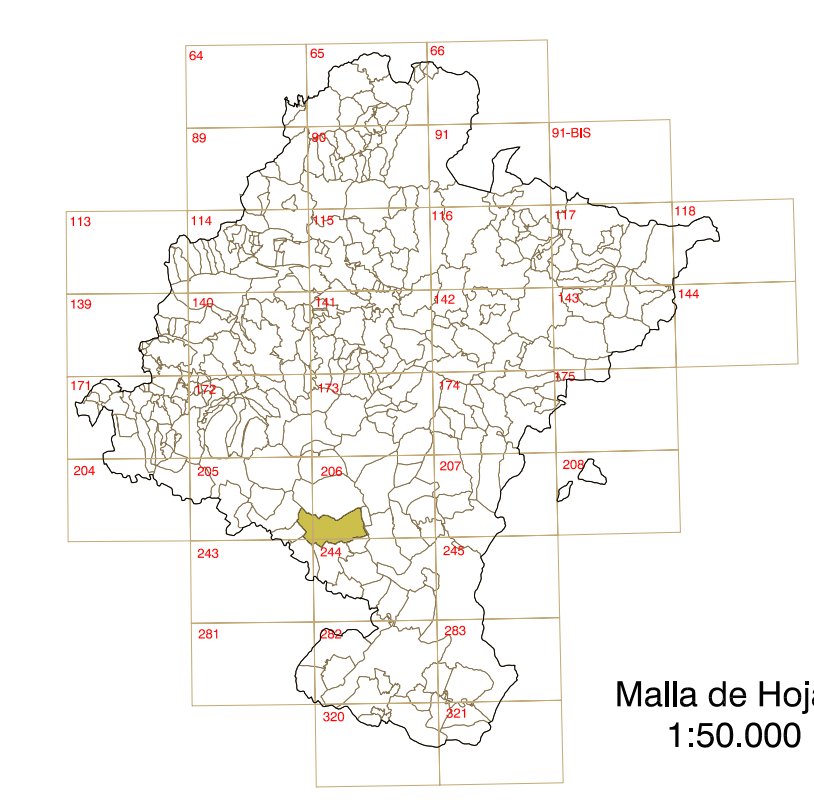 64 65 66
89 90 91 91-BIS
113 114 115 116 117 118
139 140 141 142 143 144
171 172 173 174 175
204 205 206 207 208
243 244 245
281 282 283
320 321
Malla de Hoja
1:50.000